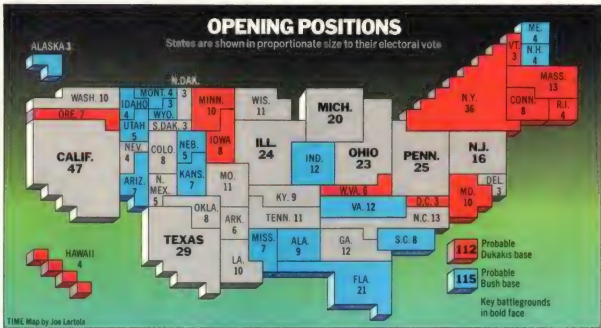 OPENING POSITIONS
States are shown in proportionate size to their electoral vote
ALASKA 3
WASH. 10
ORE. 7
CALIF.
47
HAWAII
4
MONT. 4
IDAHO
4
3
WYO.
UTAH
5
NEV.
4
ARIZ.
7
COLO.
8
N.
MEX.
5
N.DAK.
3
S.DAK. 3
NEB.
5
KANS.
7
OKLA.
8
TEXAS
29
MINN.
10
IOWA
8
MO.
11
ARK.
6
LA.
10
WIS.
11
ILL.
24
MICH.
20
IND.
12
OHIO
23
KY. 9
TENN. 11
MISS.
7
ALA.
9
GA.
12
FLA.
21
W.VA. 6
VA. 12
N.C. 13
S.C. 8
PENN.
25
D.C. 3
MD.
10
DEL.
3
N.J.
16
N.Y.
36
VT.
3
ME.
4
N.H.
4
MASS.
13
CONN.
8
R.I.
4
112 Probable
Dukakis base
115 Probable
Bush base
Key battlegrounds
in bold face
TIME Map by Joe Lertola